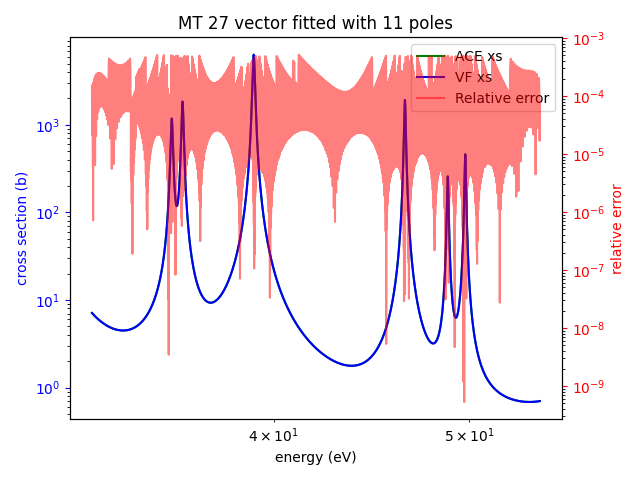 MT 27 vector fitted with 11 poles
ACE xs
VF xs
Relative error
cross section (b)
10³
10²
10¹
10⁰
10⁻³
10⁻⁴
10⁻⁵
10⁻⁶
10⁻⁷
10⁻⁸
10⁻⁹
relative error
4 × 10¹
5 × 10¹
energy (eV)